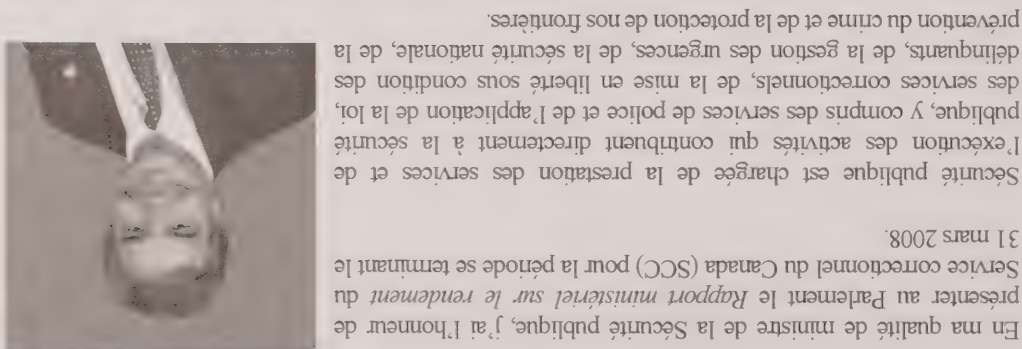 En ma qualité de ministre de la Sécurité publique, j'ai l'honneur de
présenter au Parlement le Rapport ministériel sur le rendement du
Service correctionnel du Canada (SCC) pour la période se terminant le
31 mars 2008.
Sécurité publique est chargée de la prestation des services et de
l'exécution des activités qui contribuent directement à la sécurité
publique, y compris des services de police et de l'application de la loi,
des services correctionnels, de la mise en liberté sous condition des
délinquants, de la gestion des urgences, de la sécurité nationale, de la
prévention du crime et de la protection de nos frontières.